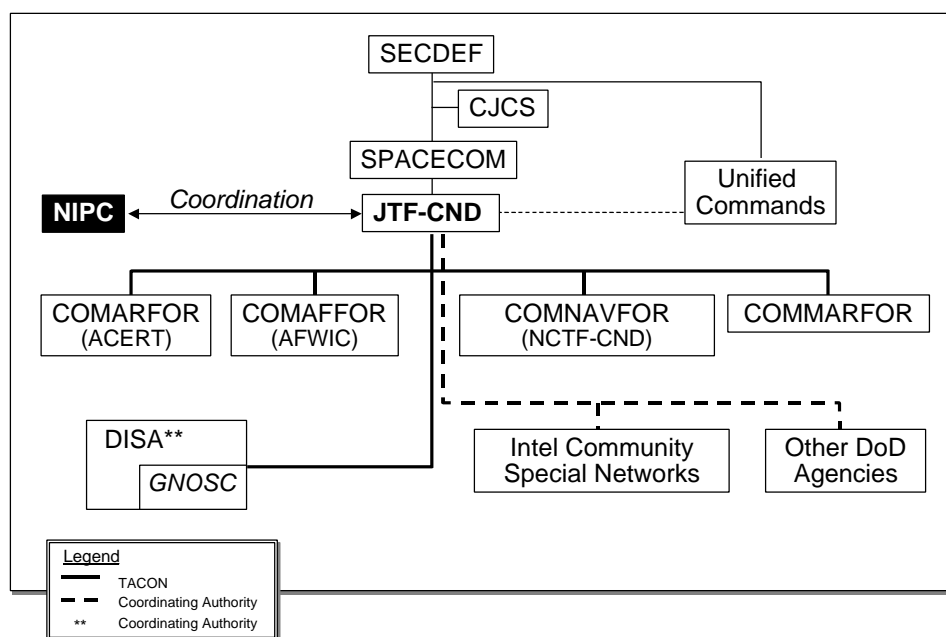 SECDEF
CJCS
SPACECOM
Unified
Commands
NIPC
Coordination
JTF-CND
COMARFOR
(ACERT)
COMAFFOR
(AFWIC)
COMNAVFOR
(NCTF-CND)
COMMARFOR
DISA**
GNOSC
Intel Community
Special Networks
Other DoD
Agencies
Legend
TACON
Coordinating Authority
** Coordinating Authority